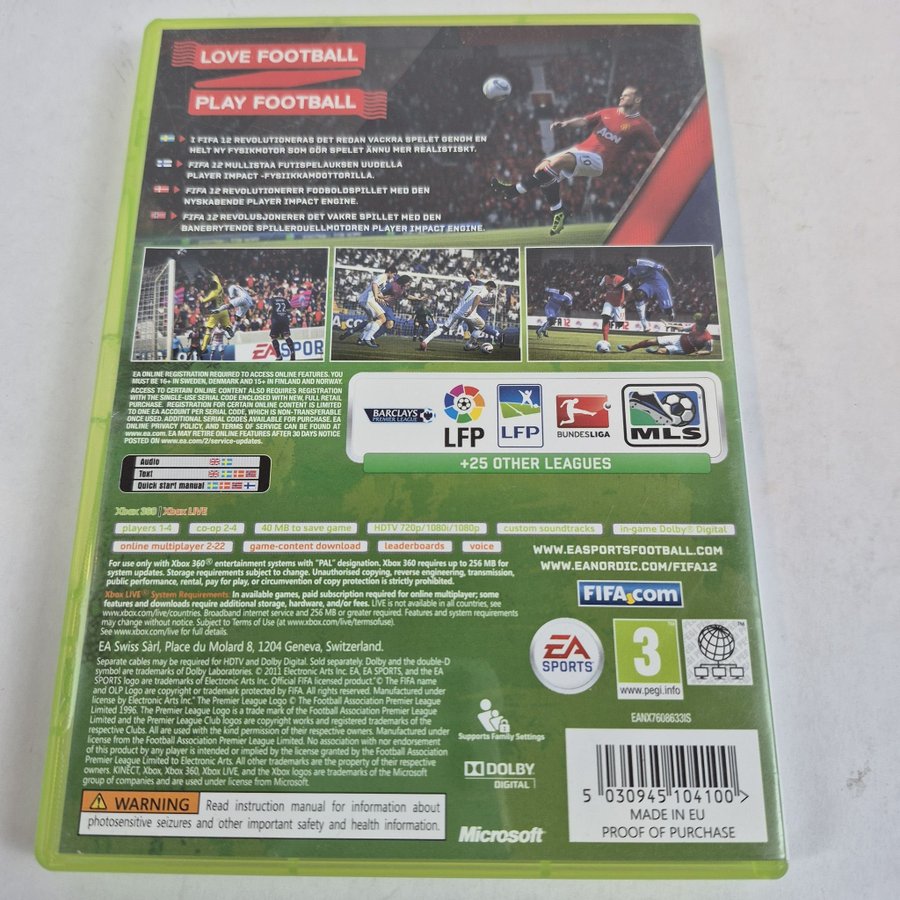 LOVE FOOTBALL
PLAY FOOTBALL
I FIFA 12 REVOLUTIONERAS DET REDAN VACKRA SPELET GENOM EN
HELT NY FYSIKMOTOR SOM GÖR SPELET ÄNNU MER REALISTISKT.
FIFA 12 MULLISTAA FUTISPELAUKSEN UUDELLA
PLAYER IMPACT -FYSIIKKAMOOTTORILLA.
FIFA 12 REVOLUTIONERER FODBOLDSPILLET MED DEN
NYSKABENDE PLAYER IMPACT ENGINE.
FIFA 12 REVOLUSJONERER DET VAKRE SPILLET MED DEN
BANEBRYTENDE SPILLERDUELLMOTOREN PLAYER IMPACT ENGINE.
AON
10
22
EA SPOR
FA 12
EA ONLINE REGISTRATION REQUIRED TO ACCESS ONLINE FEATURES. YOU
MUST BE 16+ IN SWEDEN, DENMARK AND 15+ IN FINLAND AND NORWAY.
ACCESS TO CERTAIN ONLINE CONTENT ALSO REQUIRES REGISTRATION
WITH THE SINGLE-USE SERIAL CODE ENCLOSED WITH NEW, FULL RETAIL
PURCHASE. REGISTRATION FOR CERTAIN ONLINE CONTENT IS LIMITED
TO ONE EA ACCOUNT PER SERIAL CODE, WHICH IS NON-TRANSFERABLE
ONCE USED. ADDITIONAL SERIAL CODES AVAILABLE FOR PURCHASE. EA
ONLINE PRIVACY POLICY, AND TERMS OF SERVICE CAN BE FOUND AT
www.ea.com. EA MAY RETIRE ONLINE FEATURES AFTER 30 DAYS NOTICE
POSTED ON www.ea.com/2/service-updates.
BARCLAYS
PREMIER LEAGUE
LFP
LFP
BUNDESLIGA
MLS
+25 OTHER LEAGUES
Audio
Text
Quick start manual
Xbox 360 | Xbox LIVE
players 1-4
co-op 2-4
40 MB to save game
HDTV 720p/1080i/1080p
custom soundtracks
in-game Dolby® Digital
online multiplayer 2-22
game-content download
leaderboards
voice
WWW.EASPORTSFOOTBALL.COM
WWW.EANORDIC.COM/FIFA12
For use only with Xbox 360® entertainment systems with "PAL" designation. Xbox 360 requires up to 256 MB for
system updates. Storage requirements subject to change. Unauthorised copying, reverse engineering, transmission,
public performance, rental, pay for play, or circumvention of copy protection is strictly prohibited.
Xbox LIVE® System Requirements: In available games, paid subscription required for online multiplayer; some
features and downloads require additional storage, hardware, and/or fees. LIVE is not available in all countries, see
www.xbox.com/live/countries. Broadband internet service and 256 MB or greater required. Features and system requirements
may change without notice. Subject to Terms of Use (at www.xbox.com/live/termsofuse).
See www.xbox.com/live for full details.
FIFA.com
EA Swiss Sàrl, Place du Molard 8, 1204 Geneva, Switzerland.
Separate cables may be required for HDTV and Dolby Digital. Sold separately. Dolby and the double-D
symbol are trademarks of Dolby Laboratories. © 2011 Electronic Arts Inc. EA, EA SPORTS, and the EA
SPORTS logo are trademarks of Electronic Arts Inc. Official FIFA licensed product "© The FIFA name
and OLP Logo are copyright or trademark protected by FIFA. All rights reserved. Manufactured under
license by Electronic Arts Inc." The Premier League Logo © The Football Association Premier League
Limited 1996. The Premier League Logo is a trade mark of the Football Association Premier League
Limited and the Premier League Club logos are copyright works and registered trademarks of the
respective Clubs. All are used with the kind permission of their respective owners. Manufactured under
license from the Football Association Premier League Limited. No association with nor endorsement
of this product by any player is intended or implied by the license granted by the Football Association
Premier League Limited to Electronic Arts. All other trademarks are the property of their respective
owners. KINECT, Xbox, Xbox 360, Xbox LIVE, and the Xbox logos are trademarks of the Microsoft
group of companies and are used under license from Microsoft.
EA
SPORTS
3
www.pegi.info
EANX7608633IS
Supports Family Settings
DOLBY
DIGITAL
WARNING
Read instruction manual for information about
photosensitive seizures and other important safety and health information.
Microsoft
5 030945 104100 >
MADE IN EU
PROOF OF PURCHASE